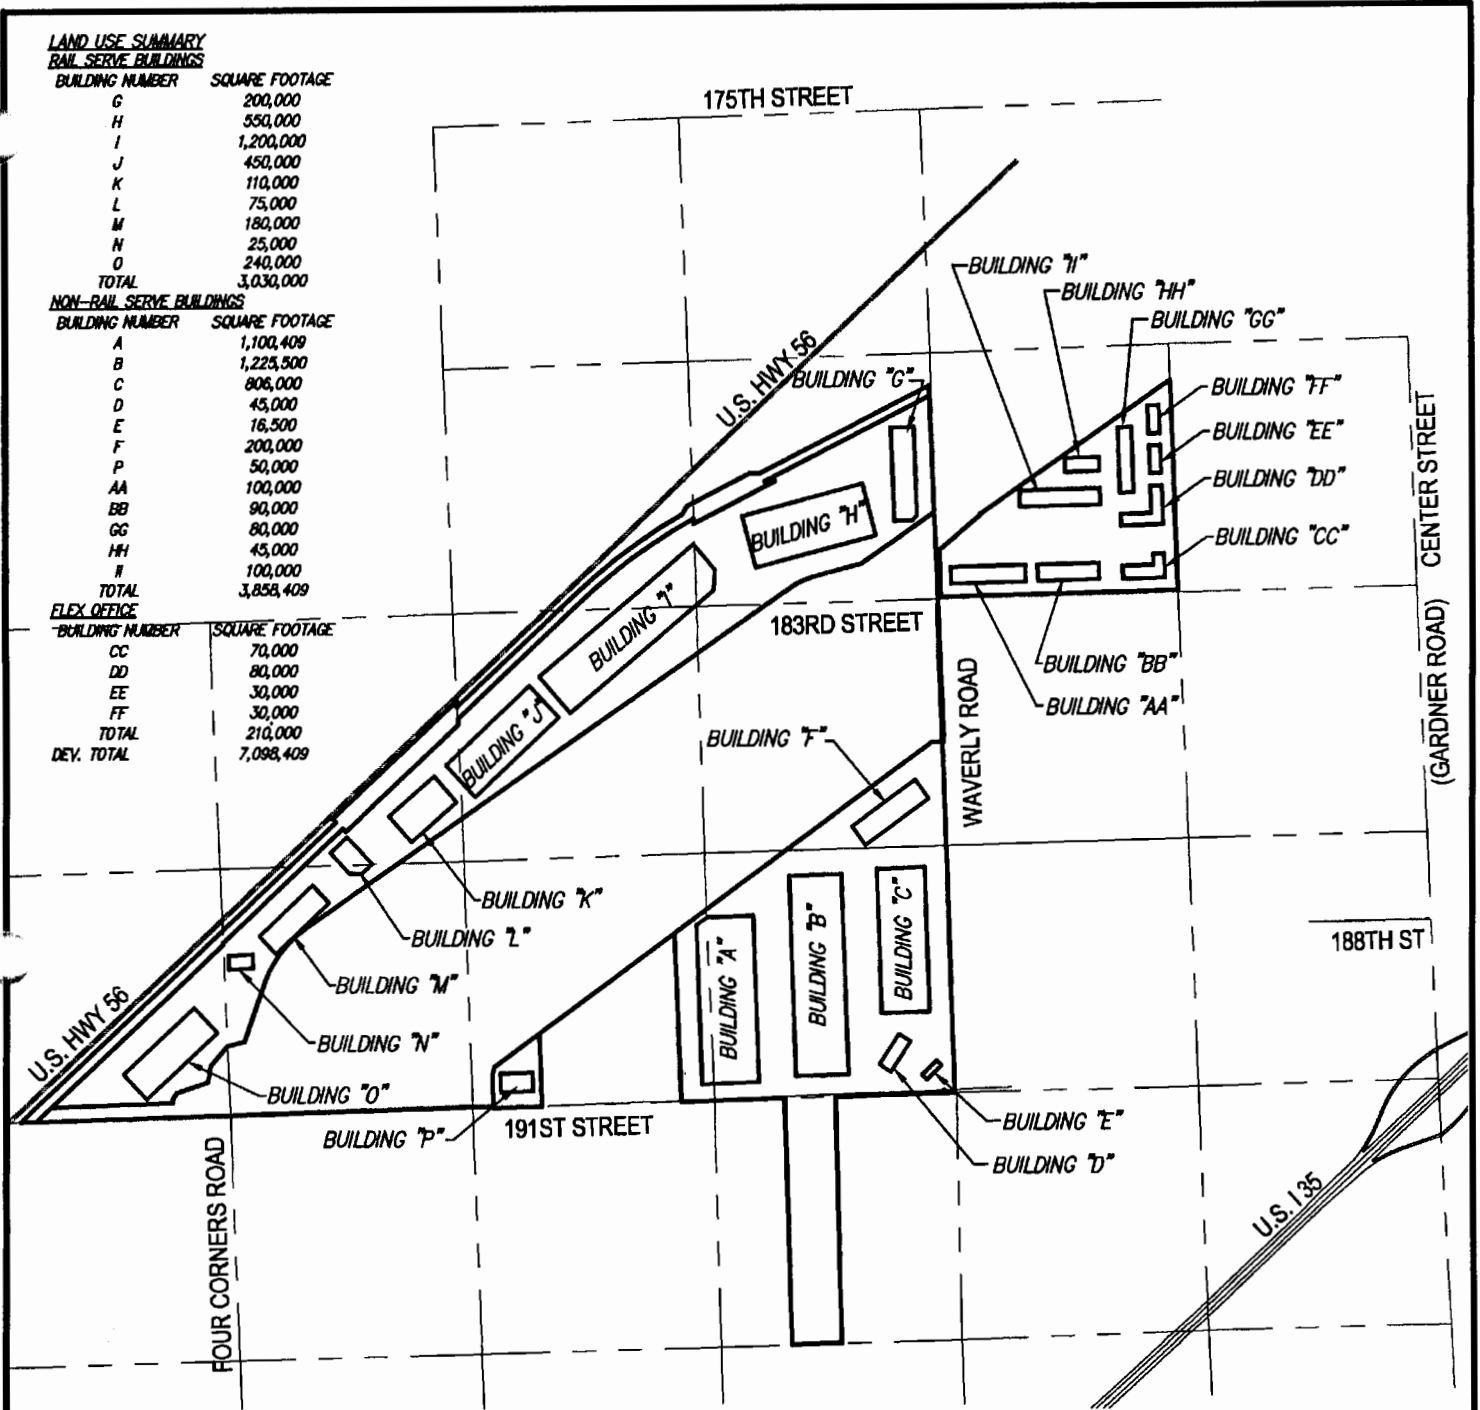 LAND USE SUMMARY
RAIL SERVE BUILDINGS
BUILDING NUMBER SQUARE FOOTAGE
G 200,000
H 550,000
I 1,200,000
J 450,000
K 110,000
L 75,000
M 180,000
N 25,000
O 240,000
TOTAL 3,030,000
NON-RAIL SERVE BUILDINGS
BUILDING NUMBER SQUARE FOOTAGE
A 1,100,409
B 1,225,500
C 806,000
D 45,000
E 16,500
F 200,000
P 50,000
AA 100,000
BB 90,000
GG 80,000
HH 45,000
II 100,000
TOTAL 3,858,409
FLEX OFFICE
BUILDING NUMBER SQUARE FOOTAGE
CC 70,000
DD 80,000
EE 30,000
FF 30,000
TOTAL 210,000
DEV. TOTAL 7,098,409
175TH STREET
BUILDING "II"
BUILDING "HH"
BUILDING "GG"
U.S. HWY 56
BUILDING "G"
BUILDING "FF"
BUILDING "EE"
BUILDING "DD"
BUILDING "CC"
CENTER STREET
(GARDNER ROAD)
BUILDING "H"
BUILDING "I"
183RD STREET
BUILDING "BB"
BUILDING "AA"
WAVERLY ROAD
BUILDING "J"
BUILDING "F"
BUILDING "K"
BUILDING "L"
BUILDING "M"
BUILDING "N"
BUILDING "O"
U.S. HWY 56
BUILDING "A"
BUILDING "B"
BUILDING "C"
188TH ST
BUILDING "P"
191ST STREET
BUILDING "E"
BUILDING "D"
FOUR CORNERS ROAD
U.S. I 35